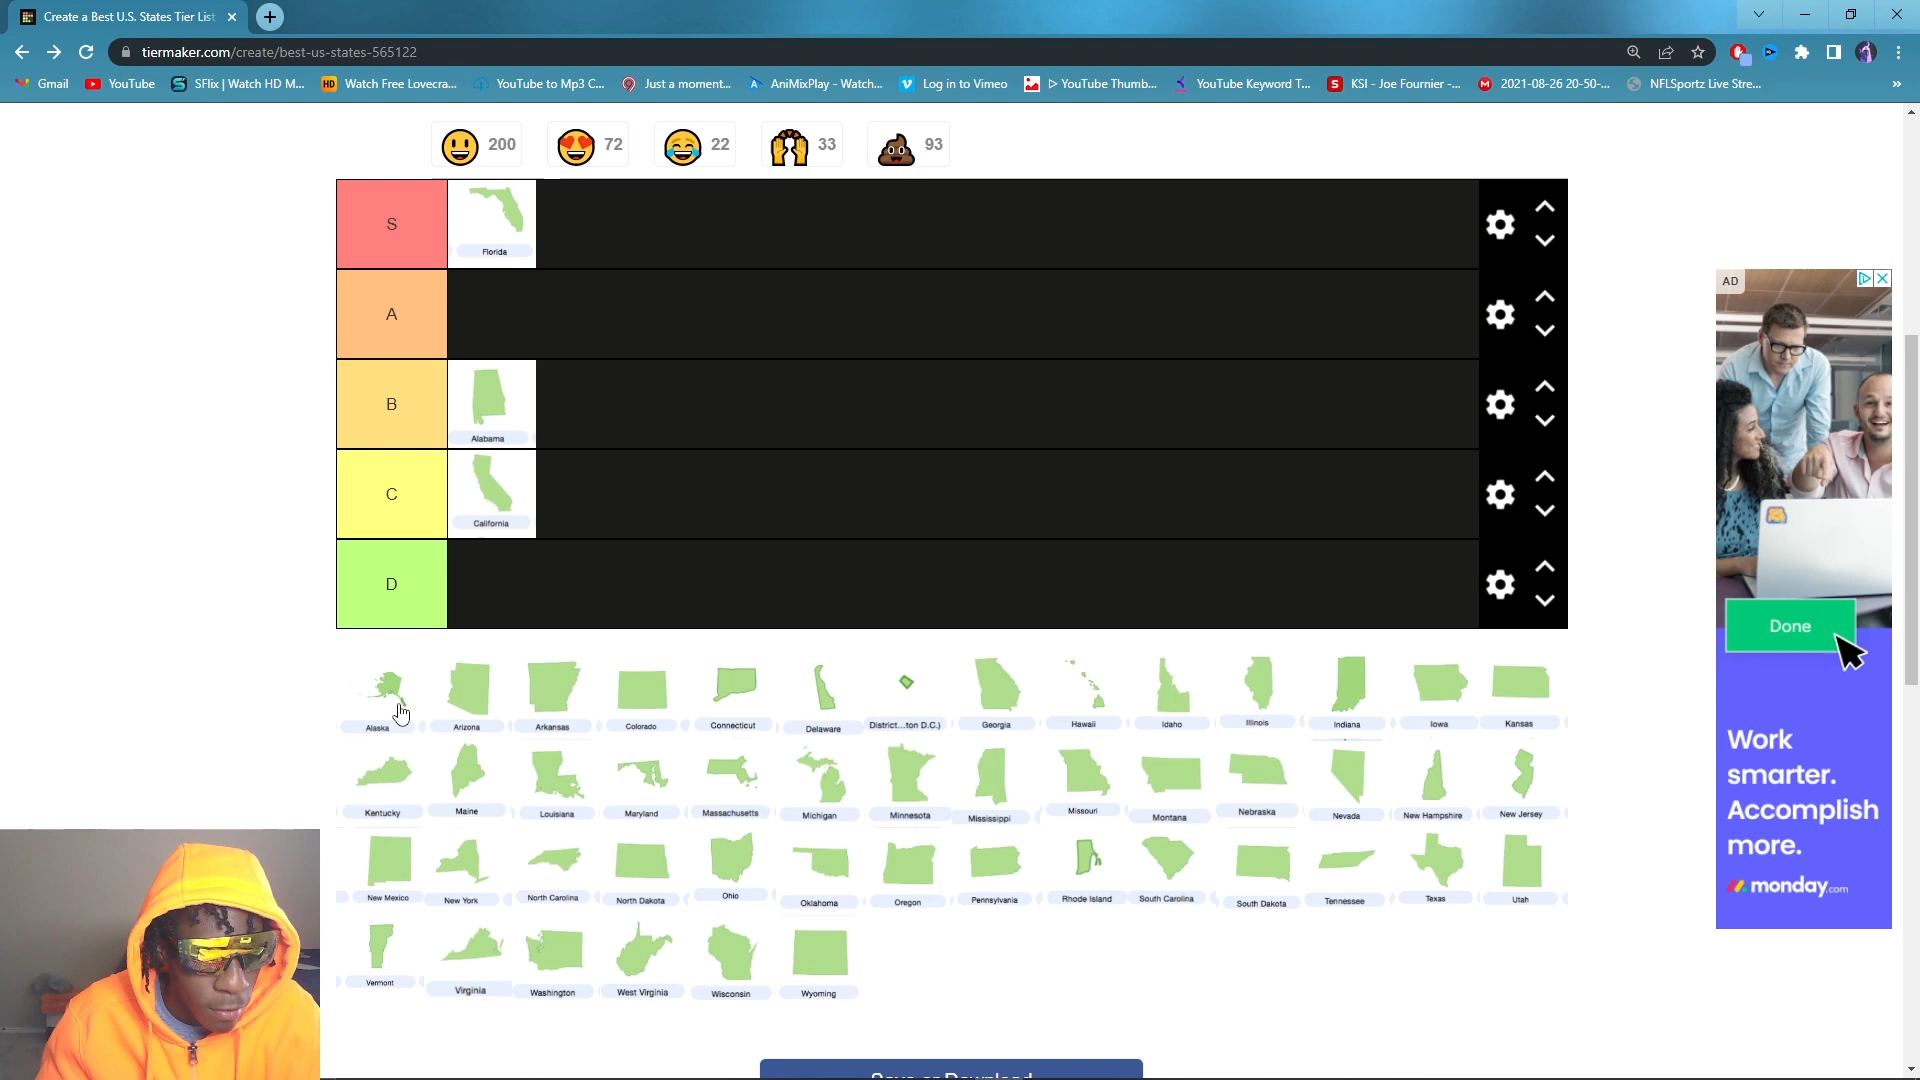 Create a Best U.S. States Tier List
tiermaker.com/create/best-us-states-565122
Gmail
YouTube
SFlix | Watch HD M...
Watch Free Lovecra...
YouTube to Mp3 C...
Just a moment...
AniMixPlay - Watch...
Log in to Vimeo
▷ YouTube Thumb...
YouTube Keyword T...
KSI - Joe Fournier -...
2021-08-26 20-50-...
NFLSportz Live Stre...
200
72
22
33
93
S
Florida
A
B
Alabama
C
California
D
Alaska
Arizona
Arkansas
Colorado
Connecticut
Delaware
District...ton D.C.)
Georgia
Hawaii
Idaho
Illinois
Indiana
Iowa
Kansas
Kentucky
Maine
Louisiana
Maryland
Massachusetts
Michigan
Minnesota
Mississippi
Missouri
Montana
Nebraska
Nevada
New Hampshire
New Jersey
New Mexico
New York
North Carolina
North Dakota
Ohio
Oklahoma
Oregon
Pennsylvania
Rhode Island
South Carolina
South Dakota
Tennessee
Texas
Utah
Vermont
Virginia
Washington
West Virginia
Wisconsin
Wyoming
Save or Download
AD
Done
Work
smarter.
Accomplish
more.
monday.com